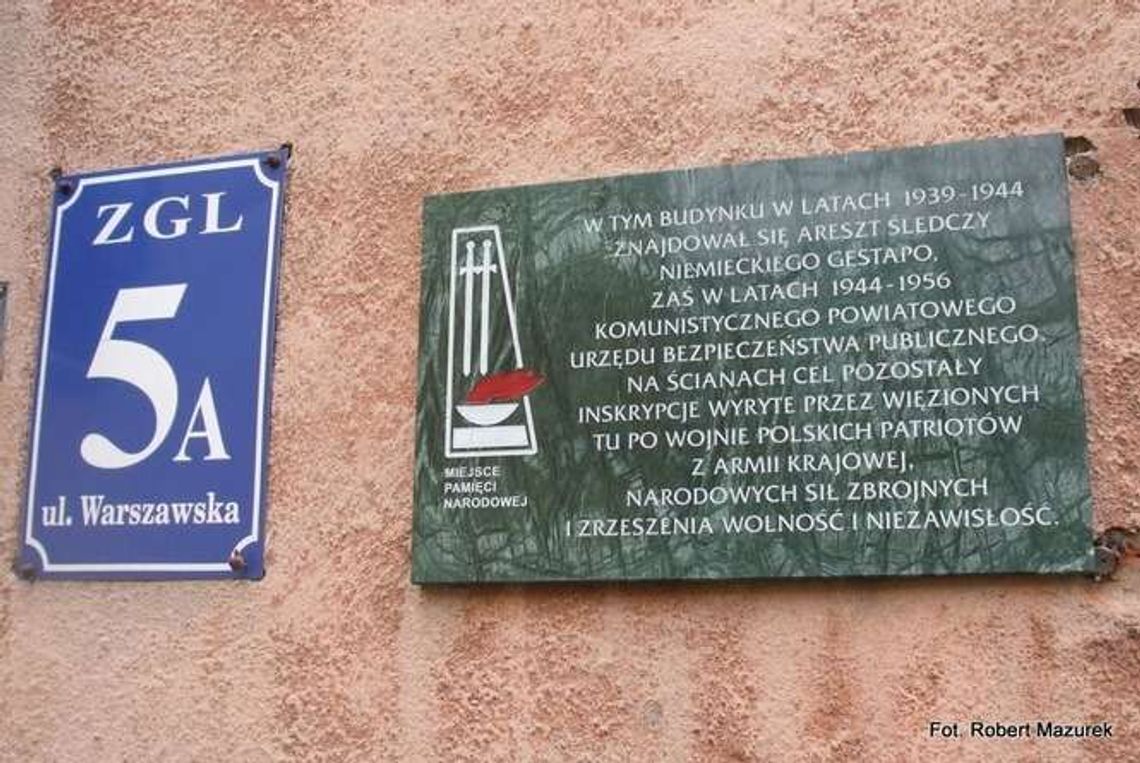 ZGL
5A
ul. Warszawska
W TYM BUDYNKU W LATACH 1939-1944
ZNAJDOWAŁ SIĘ ARESZT ŚLEDCZY
NIEMIECKIEGO GESTAPO,
ZAŚ W LATACH 1944-1956
KOMUNISTYCZNEGO POWIATOWEGO
URZĘDU BEZPIECZEŃSTWA PUBLICZNEGO.
NA ŚCIANACH CEL POZOSTAŁY
INSKRYPCJE WYRYTE PRZEZ WIĘZIONYCH
TU PO WOJNIE POLSKICH PATRIOTÓW
Z ARMII KRAJOWEJ,
NARODOWYCH SIŁ ZBROJNYCH
I ZRZESZENIA WOLNOŚĆ I NIEZAWISŁOŚĆ.
MIEJSCE
PAMIĘCI
NARODOWEJ
Fot. Robert Mazurek